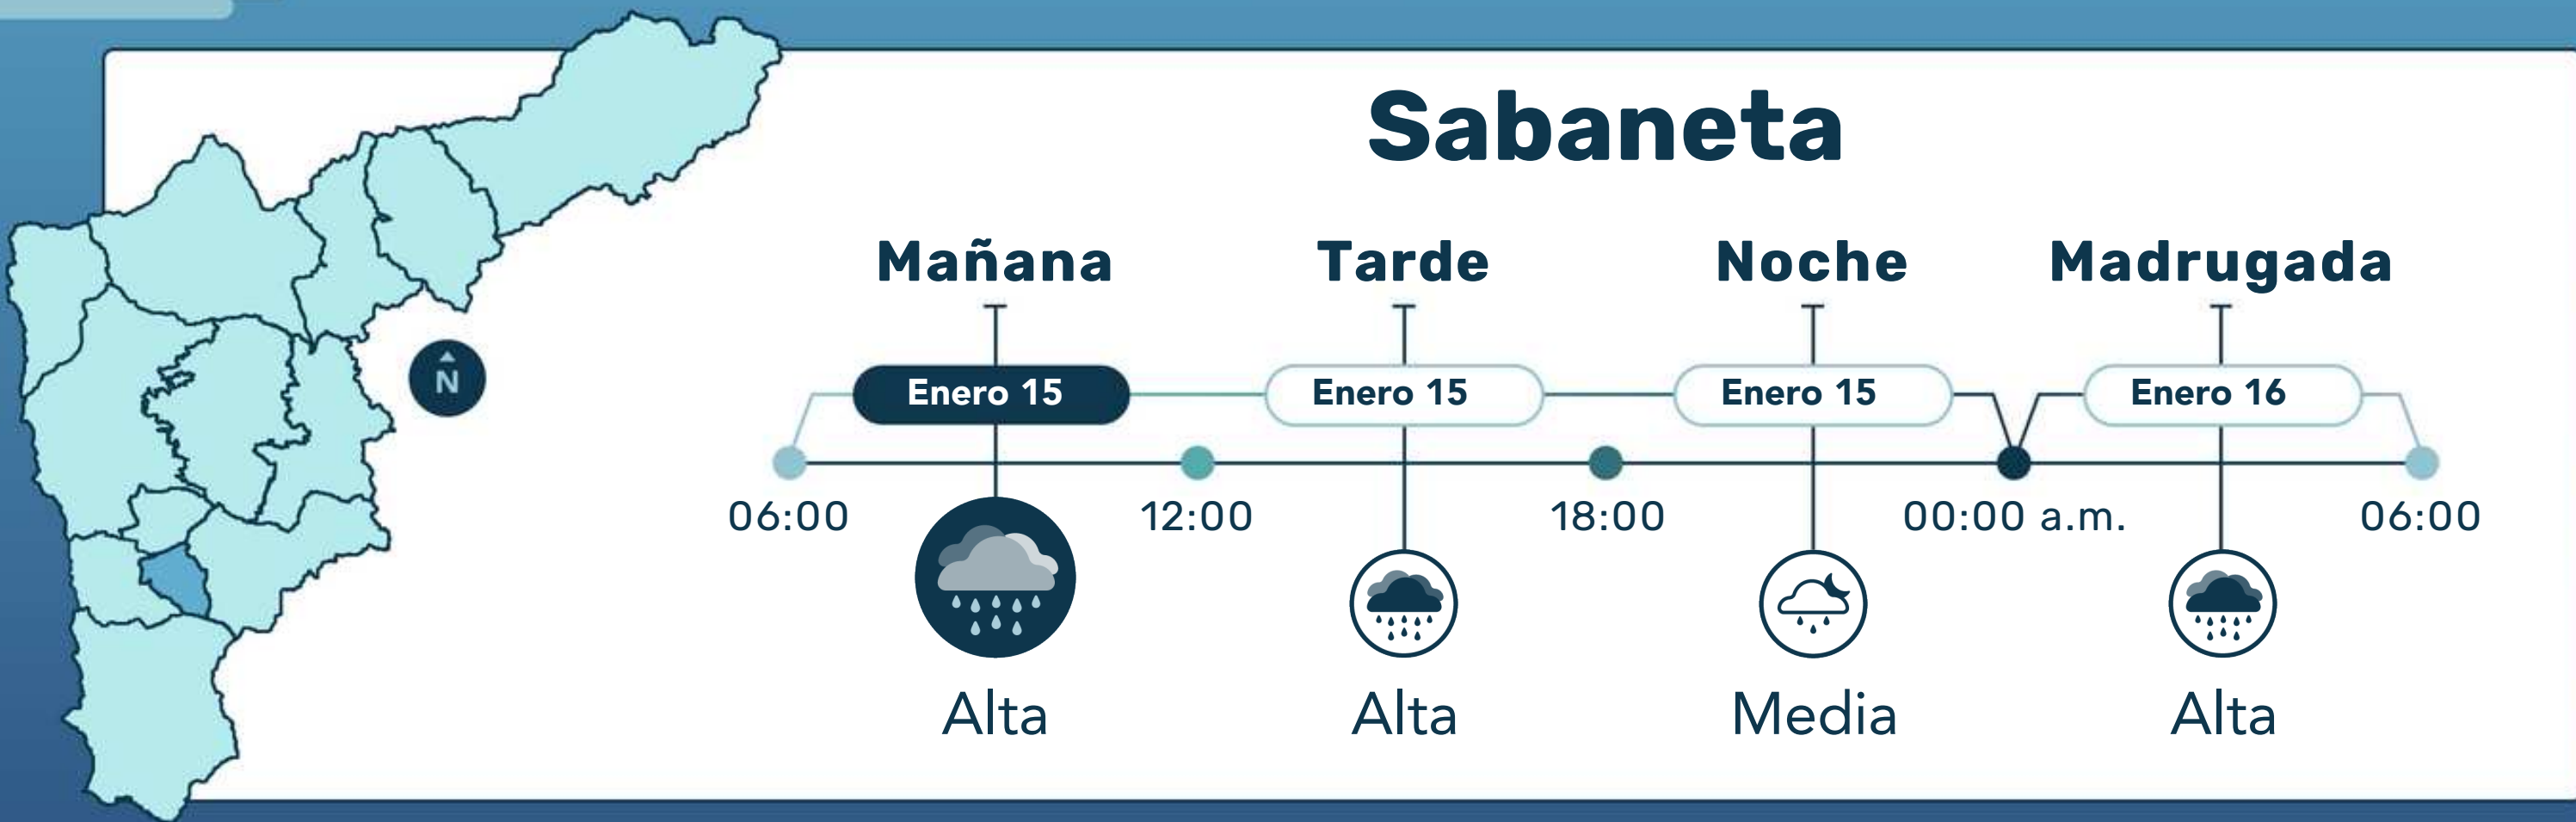 Sabaneta
Mañana Tarde Noche Madrugada
N
Enero 15 Enero 15 Enero 15 Enero 16
06:00 12:00 18:00 00:00 a.m. 06:00
Alta Alta Media Alta